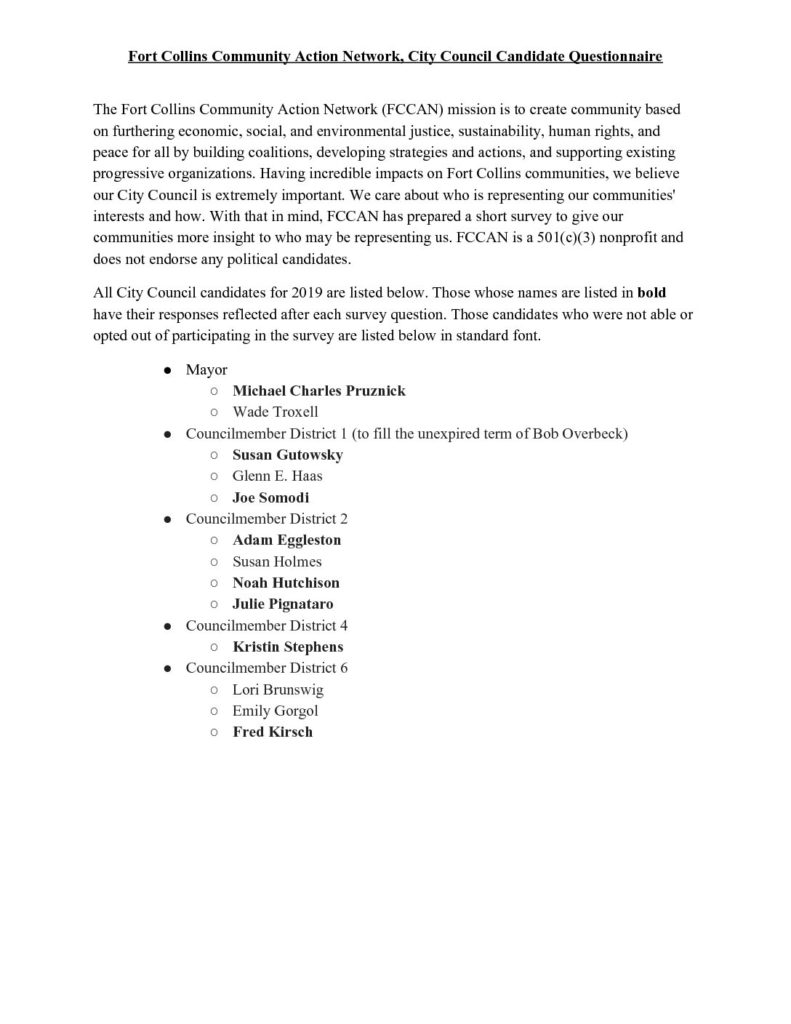 Fort Collins Community Action Network, City Council Candidate Questionnaire
The Fort Collins Community Action Network (FCCAN) mission is to create community based
on furthering economic, social, and environmental justice, sustainability, human rights, and
peace for all by building coalitions, developing strategies and actions, and supporting existing
progressive organizations. Having incredible impacts on Fort Collins communities, we believe
our City Council is extremely important. We care about who is representing our communities'
interests and how. With that in mind, FCCAN has prepared a short survey to give our
communities more insight to who may be representing us. FCCAN is a 501(c)(3) nonprofit and
does not endorse any political candidates.
All City Council candidates for 2019 are listed below. Those whose names are listed in bold
have their responses reflected after each survey question. Those candidates who were not able or
opted out of participating in the survey are listed below in standard font.
● Mayor
○ Michael Charles Pruznick
○ Wade Troxell
● Councilmember District 1 (to fill the unexpired term of Bob Overbeck)
○ Susan Gutowsky
○ Glenn E. Haas
○ Joe Somodi
● Councilmember District 2
○ Adam Eggleston
○ Susan Holmes
○ Noah Hutchison
○ Julie Pignataro
● Councilmember District 4
○ Kristin Stephens
● Councilmember District 6
○ Lori Brunswig
○ Emily Gorgol
○ Fred Kirsch